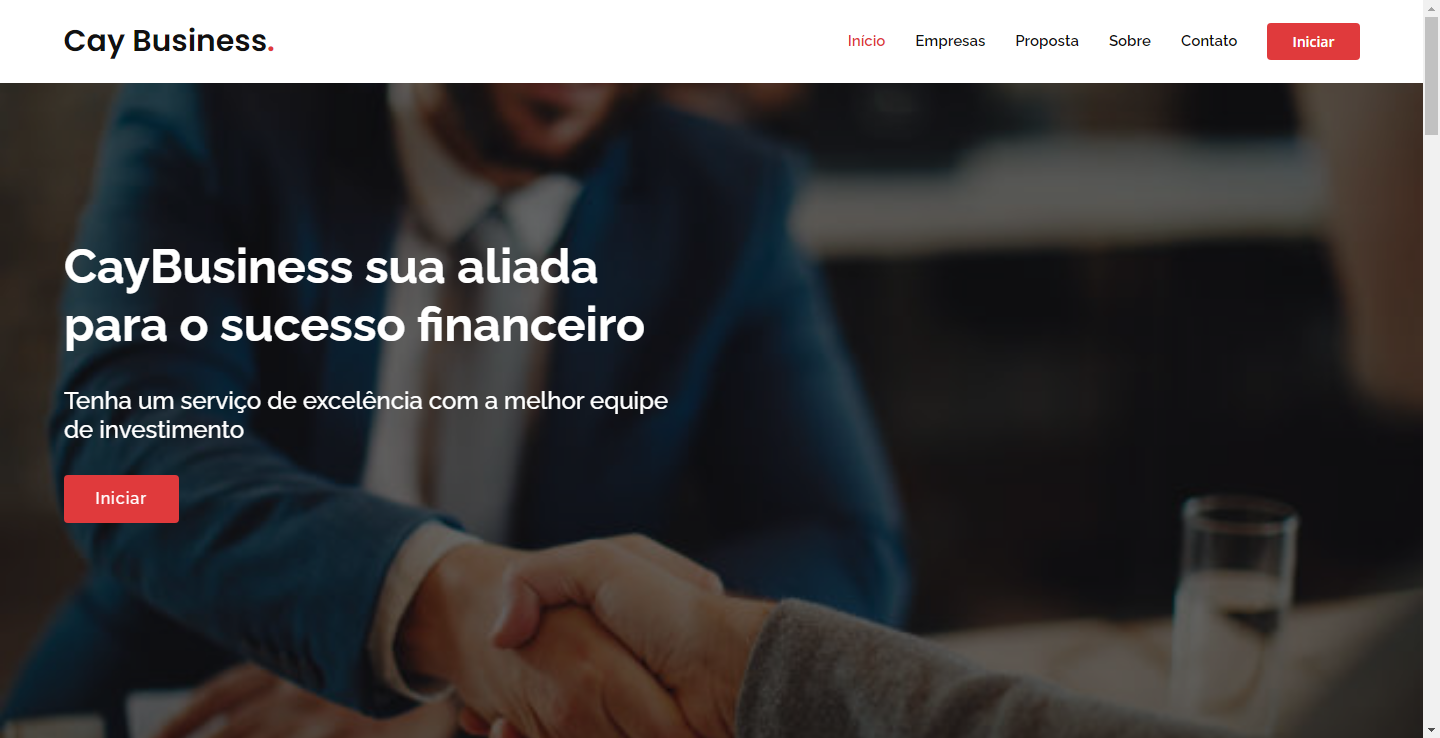 Cay Business.
Início
Empresas
Proposta
Sobre
Contato
Iniciar
CayBusiness sua aliada
para o sucesso financeiro
Tenha um serviço de excelência com a melhor equipe
de investimento
Iniciar